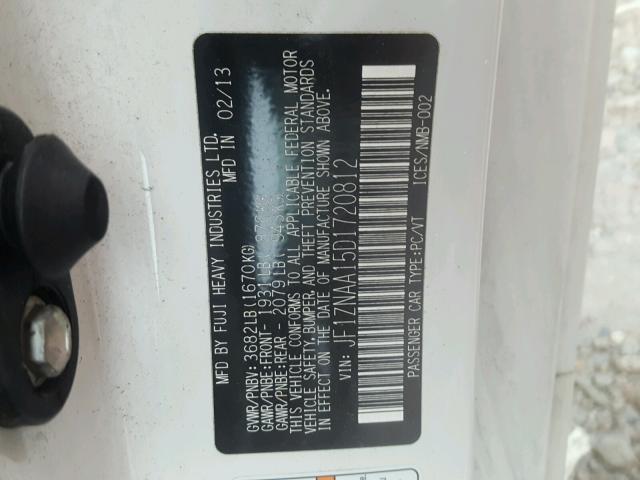 MFD BY FUJI HEAVY INDUSTRIES LTD.
MFD IN 02/13
GVWR/PNBV: 3682LB(1670KG)
GAWR/PNBE:FRONT- 1931LB(
GAWR/PNBE:REAR - 2079LB(
THIS VEHICLE CONFORMS TO ALL APPLICABLE FEDERAL MOTOR
VEHICLE SAFETY,BUMPER,AND THEFT PREVENTION STANDARDS
IN EFFECT ON THE DATE OF MANUFACTURE SHOWN ABOVE.
VIN: JF1ZNAA15D1720812
PASSENGER CAR TYPE:PC/VT ICES/NMB-002